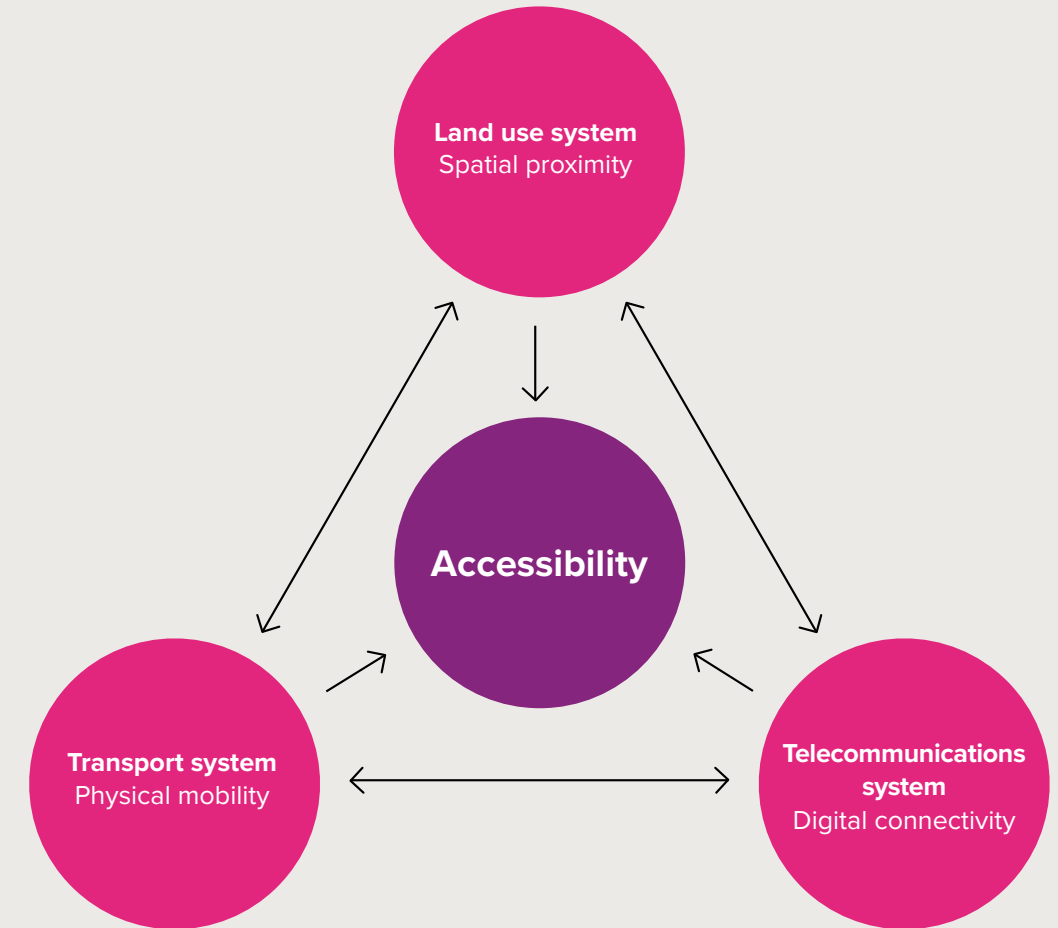 Land use system
Spatial proximity
Accessibility
Transport system
Physical mobility
Telecommunications
system
Digital connectivity